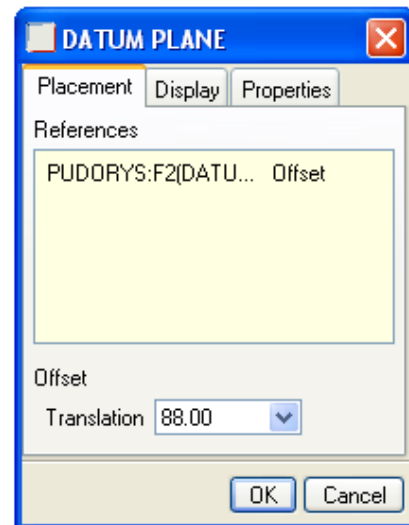 DATUM PLANE
Placement Display Properties
References
PUDORYS:F2(DATU... Offset
Offset
Translation 88.00
OK Cancel